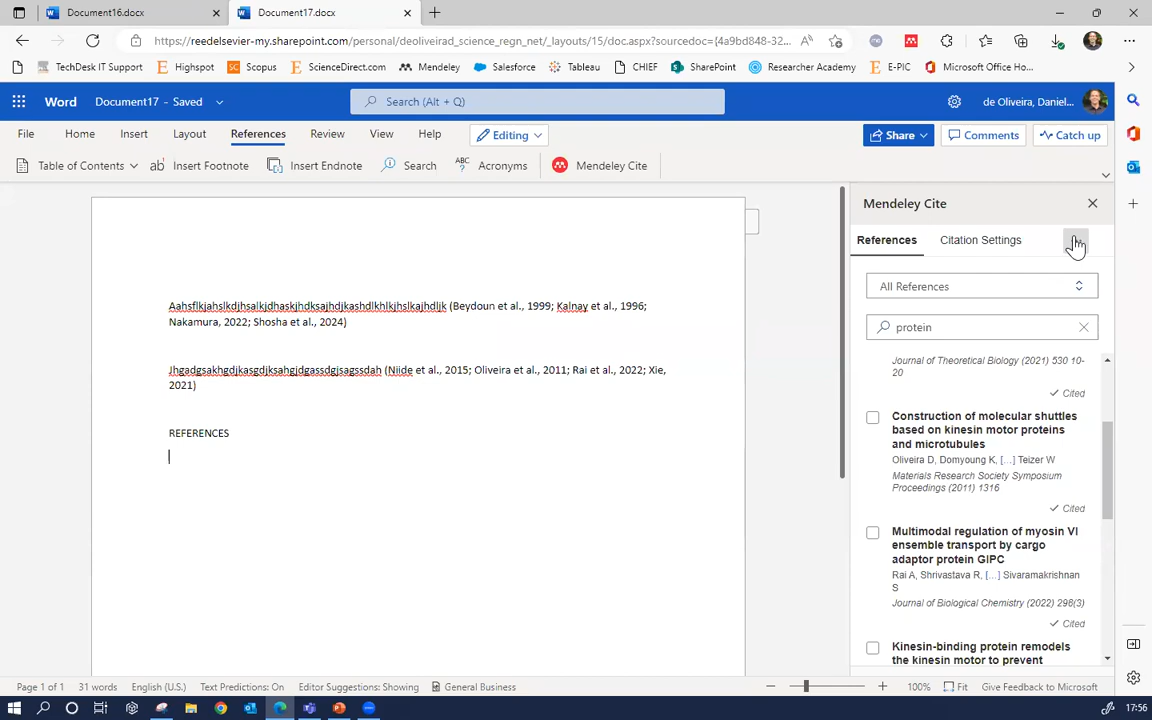 Document16.docx
Document17.docx
https://reedelsevier-my.sharepoint.com/personal/deoliveirad_science_regn_net/_layouts/15/doc.aspx?sourcedoc={4a9bd848-32...
TechDesk IT Support
Highspot
Scopus
ScienceDirect.com
Mendeley
Salesforce
Tableau
CHIEF
SharePoint
Researcher Academy
E-PIC
Microsoft Office Ho...
Word
Document17 - Saved
Search (Alt + Q)
de Oliveira, Daniel...
File
Home
Insert
Layout
References
Review
View
Help
Editing
Share
Comments
Catch up
Table of Contents
ab Insert Footnote
Insert Endnote
Search
ABC
Acronyms
Mendeley Cite
Aahsflkjahslkdjhsalkjdhaskjhdksajhdjkashdlkhlkjhslkajhdljk (Beydoun et al., 1999; Kalnay et al., 1996;
Nakamura, 2022; Shosha et al., 2024)
Jhgadgsakhgdjkasgdjksahgjdgassdgjsagssdah (Niide et al., 2015; Oliveira et al., 2011; Rai et al., 2022; Xie,
2021)
REFERENCES
Mendeley Cite
References
Citation Settings
All References
protein
Journal of Theoretical Biology (2021) 530 10-
20
Cited
Construction of molecular shuttles
based on kinesin motor proteins
and microtubules
Oliveira D, Domyoung K, [...] Teizer W
Materials Research Society Symposium
Proceedings (2011) 1316
Cited
Multimodal regulation of myosin VI
ensemble transport by cargo
adaptor protein GIPC
Rai A, Shrivastava R, [...] Sivaramakrishnan
S
Journal of Biological Chemistry (2022) 298(3)
Cited
Kinesin-binding protein remodels
the kinesin motor to prevent
Page 1 of 1
31 words
English (U.S.)
Text Predictions: On
Editor Suggestions: Showing
General Business
100%
Fit
Give Feedback to Microsoft
17:56